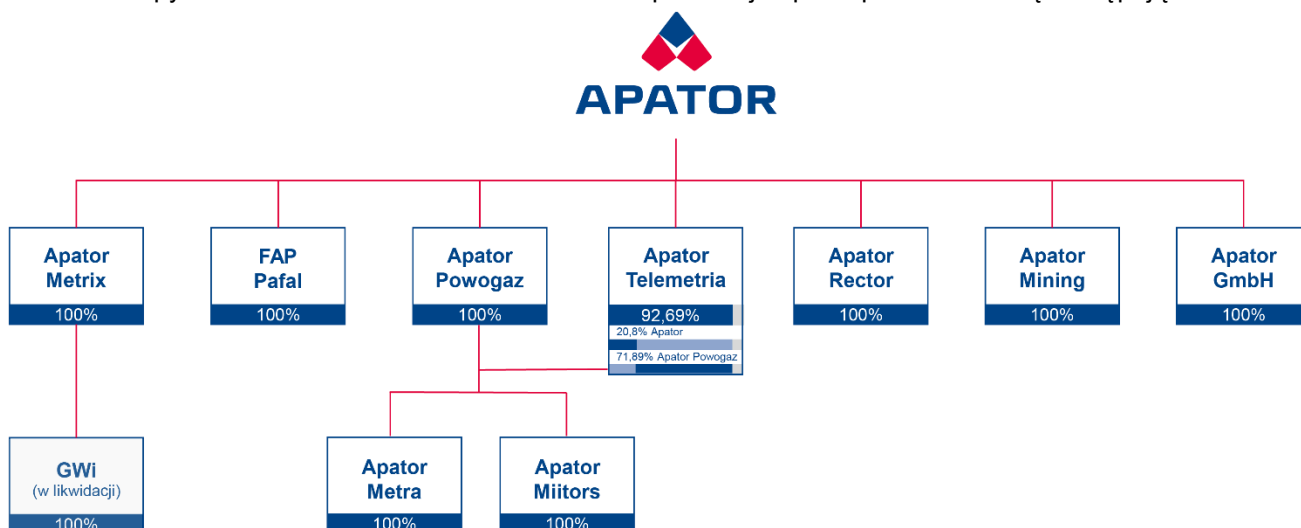 APATOR
Apator
Metrix
100%
FAP
Pafal
100%
Apator
Powogaz
100%
Apator
Telemetria
92,69%
20,8% Apator
71,89% Apator Powogaz
Apator
Rector
100%
Apator
Mining
100%
Apator
GmbH
100%
GWi
(w likwidacji)
100%
Apator
Metra
100%
Apator
Miitors
100%